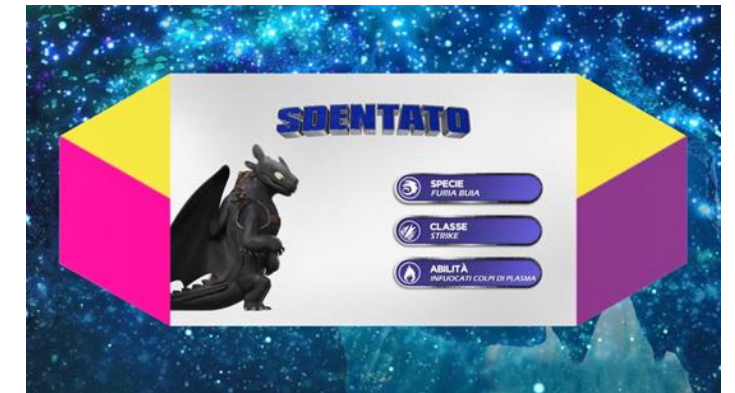 SDENTATO
SPECIE
FURIA BUIA
CLASSE
STRIKE
ABILITÀ
INFUOCATI COLPI DI PLASMA